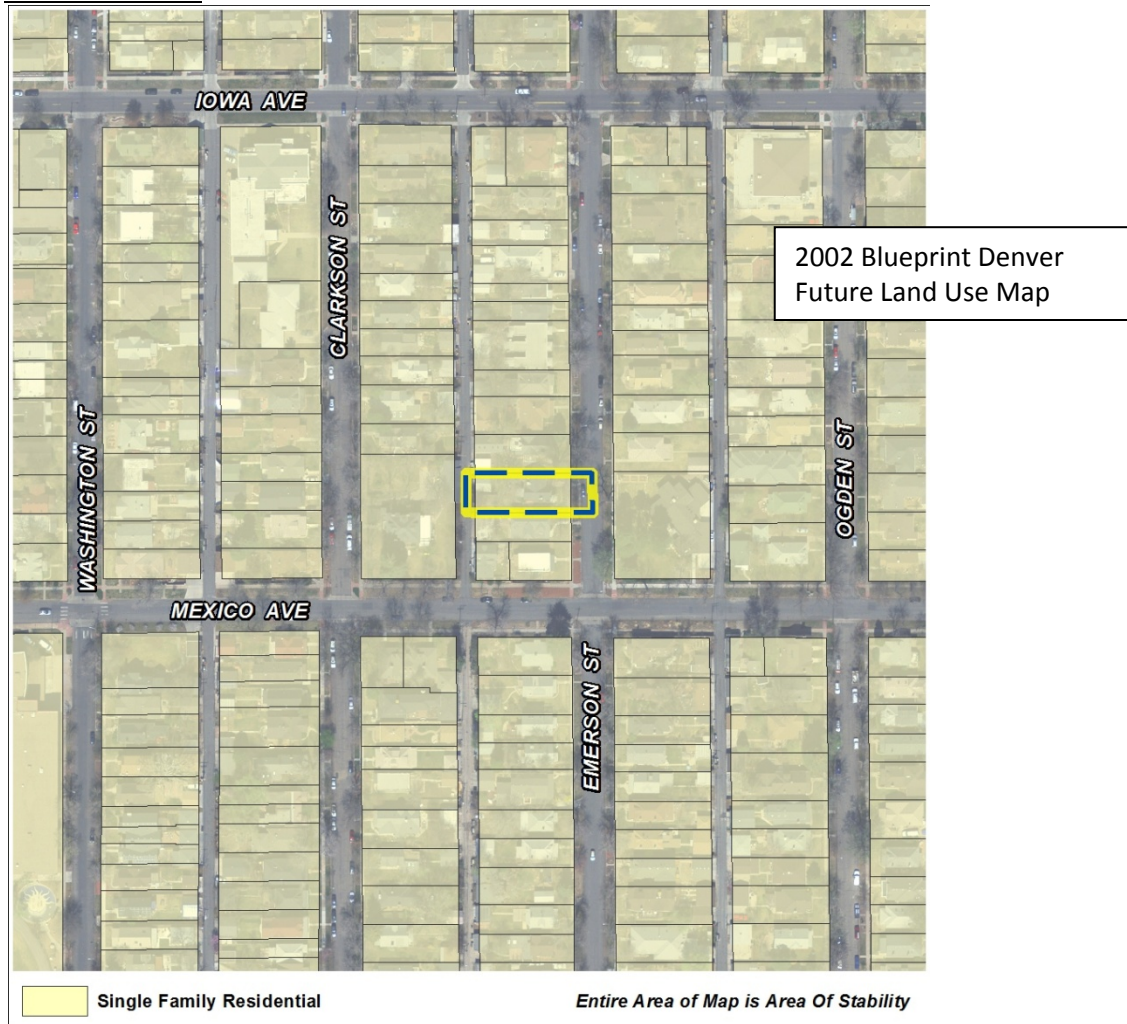 IOWA AVE
CLARKSON ST
2002 Blueprint Denver
Future Land Use Map
WASHINGTON ST
OGDEN ST
MEXICO AVE
EMERSON ST
Single Family Residential
Entire Area of Map is Area Of Stability